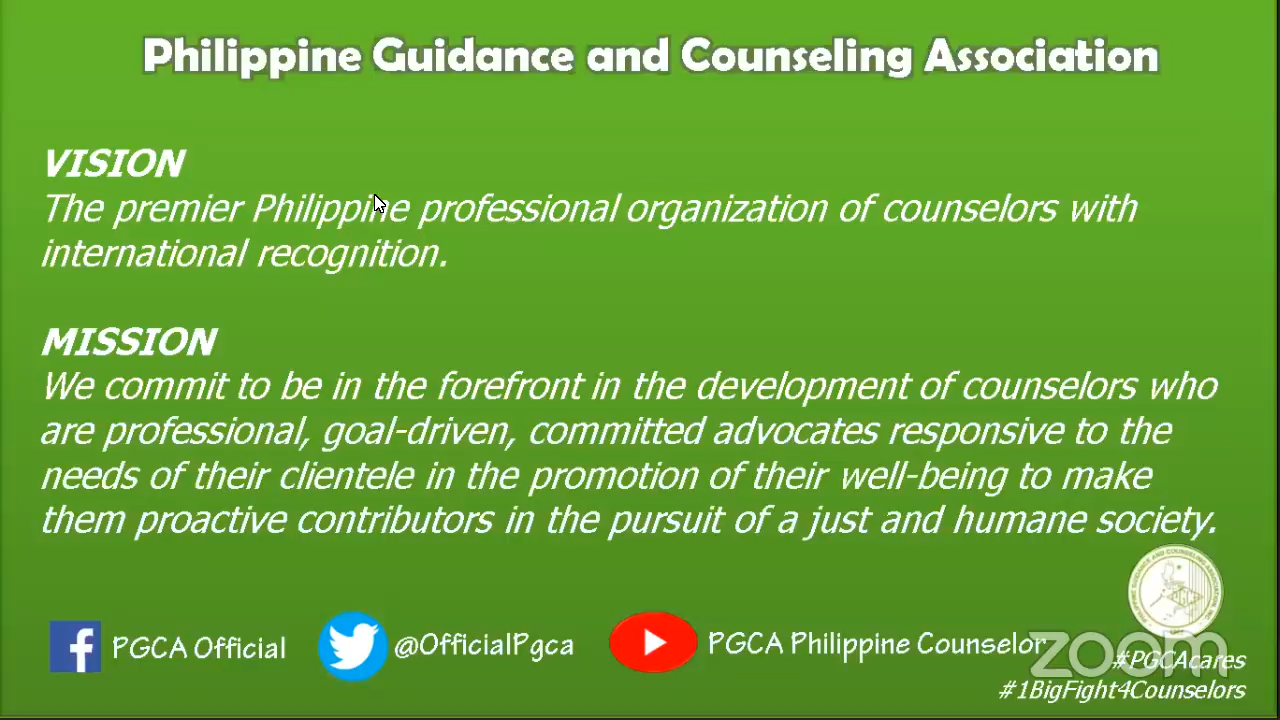 Philippine Guidance and Counseling Association
VISION
The premier Philippine professional organization of counselors with
international recognition.
MISSION
We commit to be in the forefront in the development of counselors who
are professional, goal-driven, committed advocates responsive to the
needs of their clientele in the promotion of their well-being to make
them proactive contributors in the pursuit of a just and humane society.
PGCA Official
@OfficialPgca
PGCA Philippine Counselor
zoom
#PGCAcares
#1BigFight4Counselors